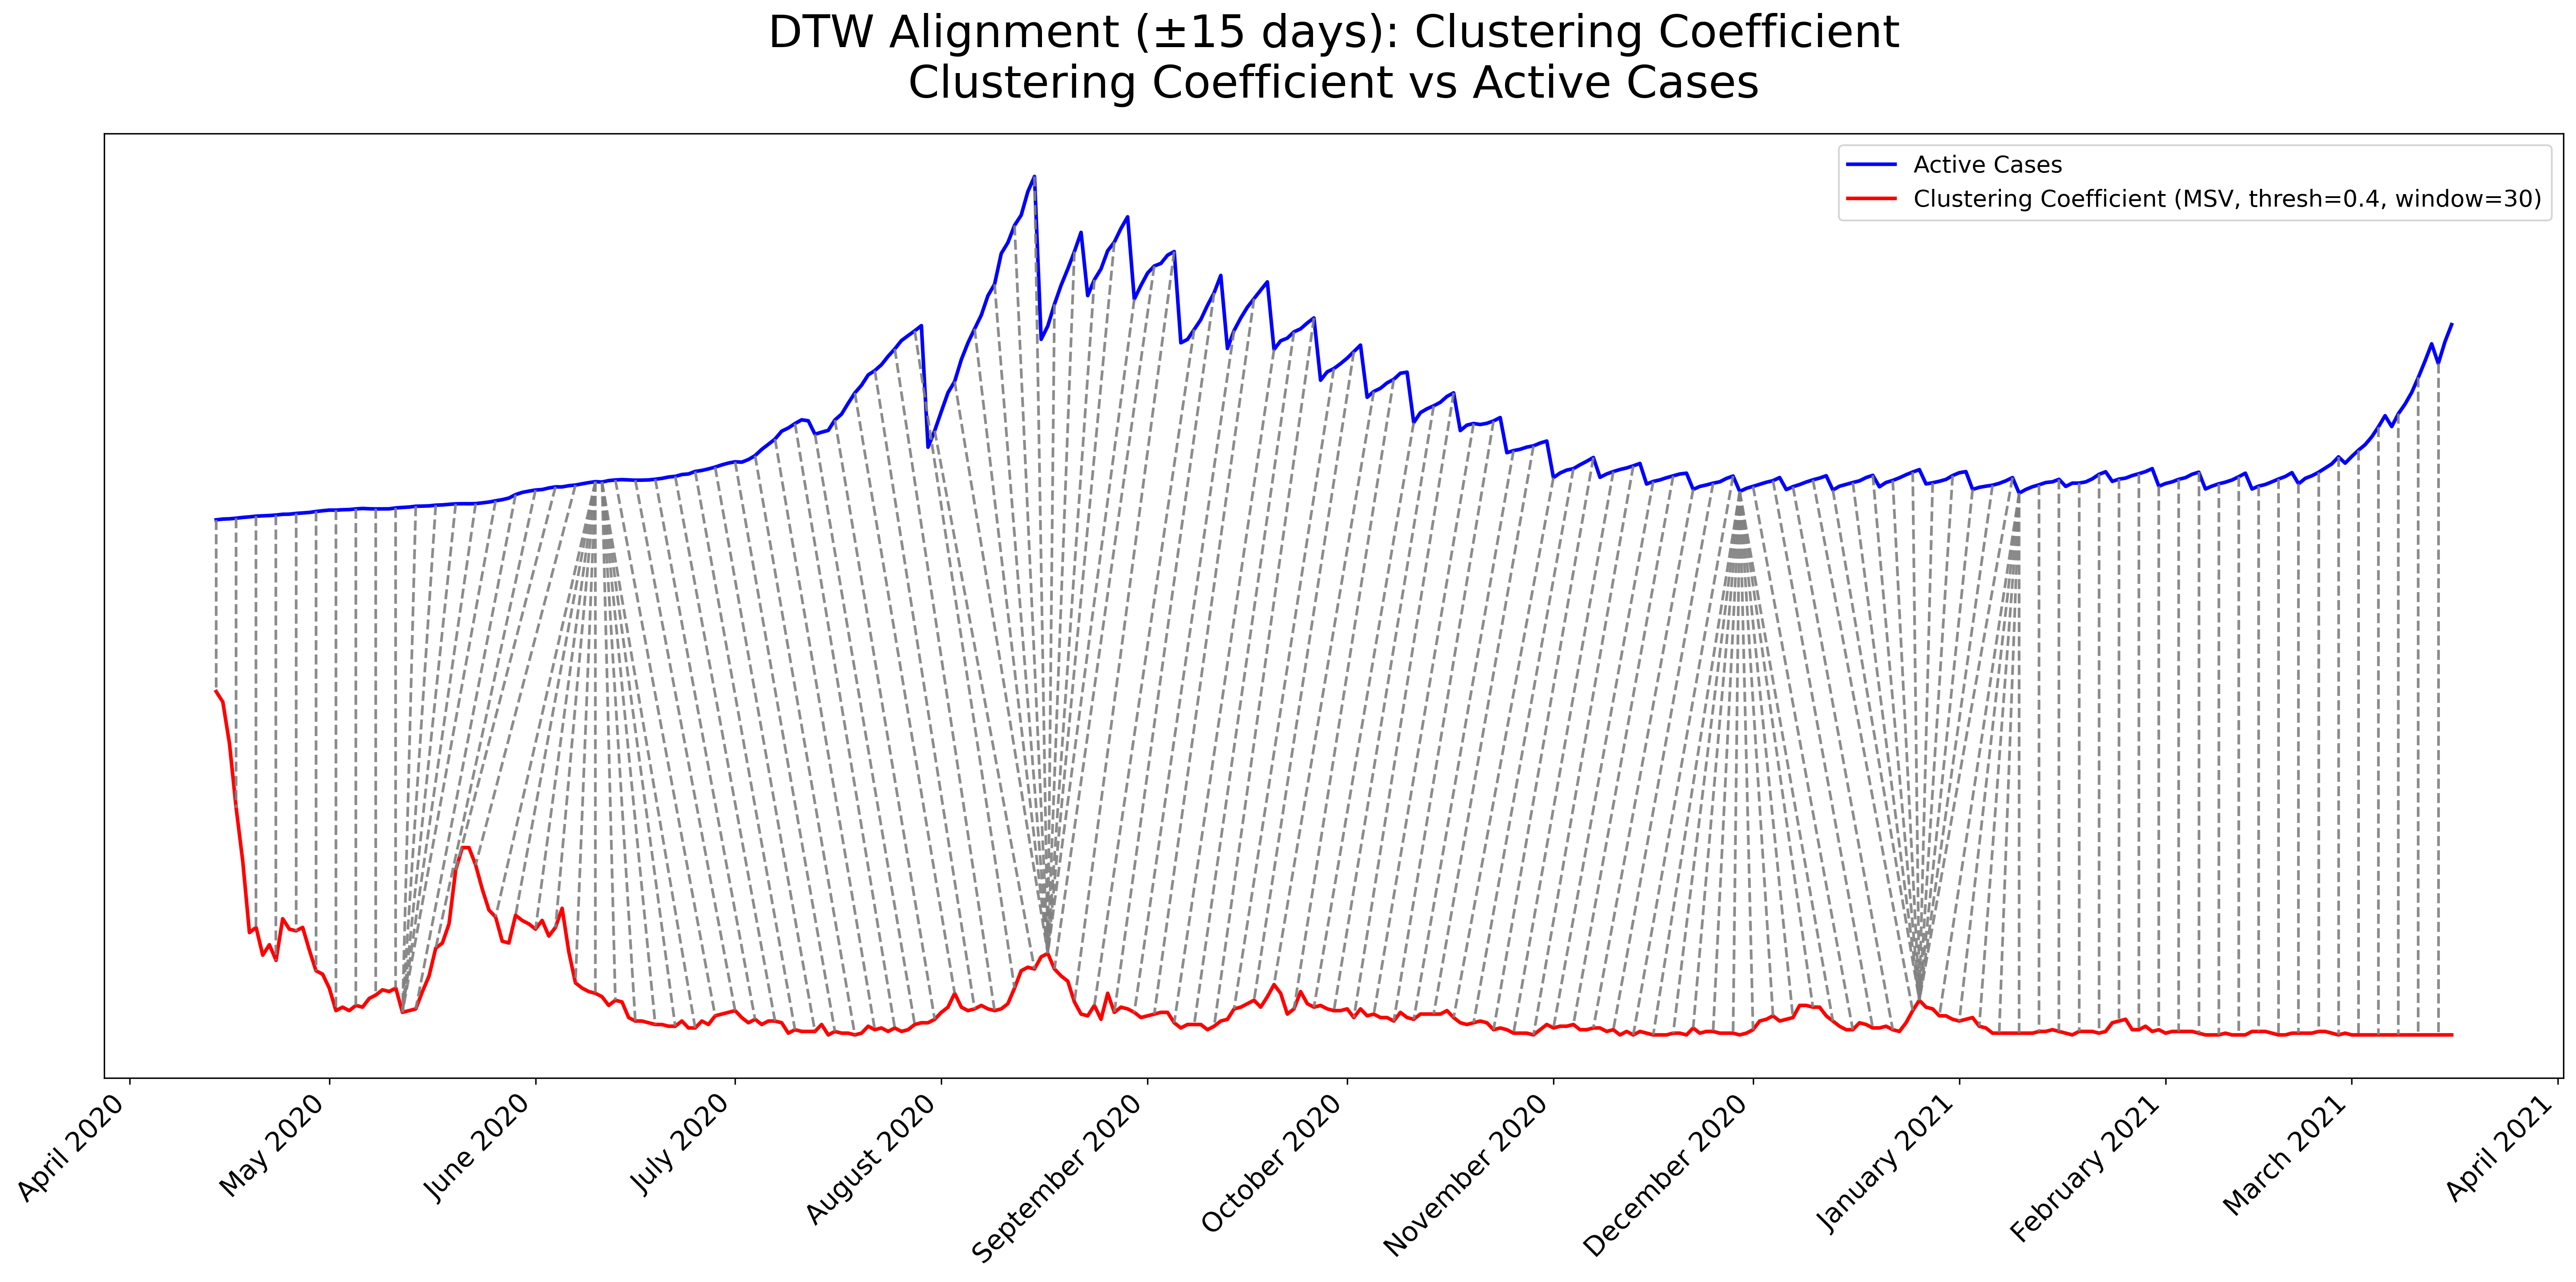 DTW Alignment (±15 days): Clustering Coefficient
Clustering Coefficient vs Active Cases
Active Cases
Clustering Coefficient (MSV, thresh=0.4, window=30)
April 2020
May 2020
June 2020
July 2020
August 2020
September 2020
October 2020
November 2020
December 2020
January 2021
February 2021
March 2021
April 2021